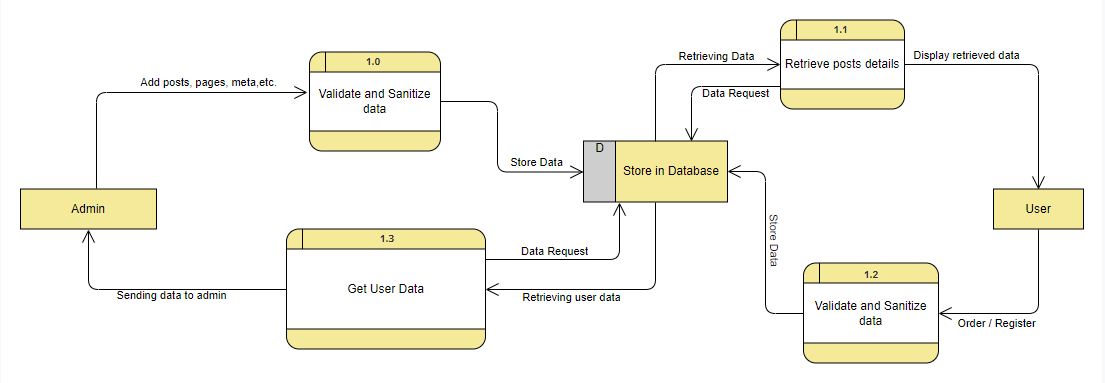 1.1
Retrieving Data
Retrieve posts details
Display retrieved data
1.0
Add posts, pages, meta,etc.
Validate and Sanitize
data
Data Request
D
Store Data
Store in Database
Admin
User
Store Data
1.3
Data Request
1.2
Get User Data
Sending data to admin
Retrieving user data
Validate and Sanitize
data
Order / Register